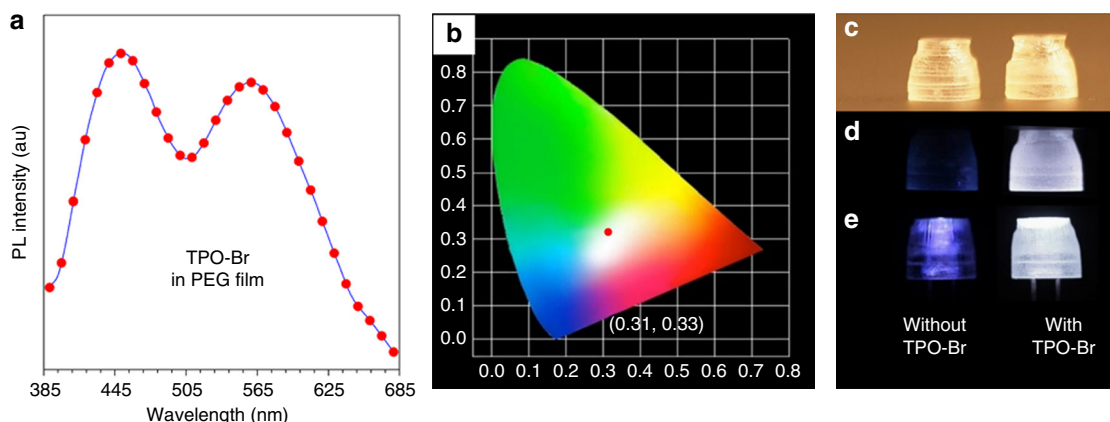 a
PL intensity (au)
TPO-Br
in PEG film
385 445 505 565 625 685
Wavelength (nm)
b
0.8
0.7
0.6
0.5
0.4
0.3
0.2
0.1
0.0
(0.31, 0.33)
0.0 0.1 0.2 0.3 0.4 0.5 0.6 0.7 0.8
c
d
e
Without
TPO-Br
With
TPO-Br